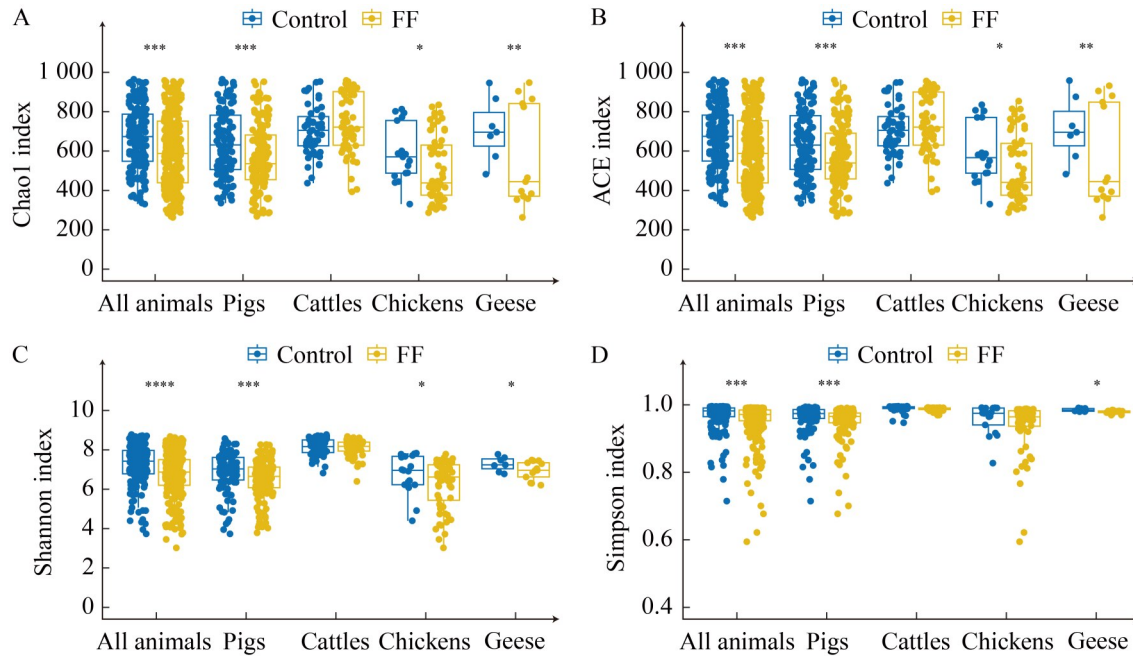 A
Control FF
*** *** * **
1 000
800
600
400
200
0
Chao1 index
All animals Pigs Cattles Chickens Geese
B
Control FF
*** *** * **
1 000
800
600
400
200
0
ACE index
All animals Pigs Cattles Chickens Geese
C
Control FF
**** *** * *
10
8
6
4
2
0
Shannon index
All animals Pigs Cattles Chickens Geese
D
Control FF
*** *** *
1.0
0.8
0.6
0.4
Simpson index
All animals Pigs Cattles Chickens Geese